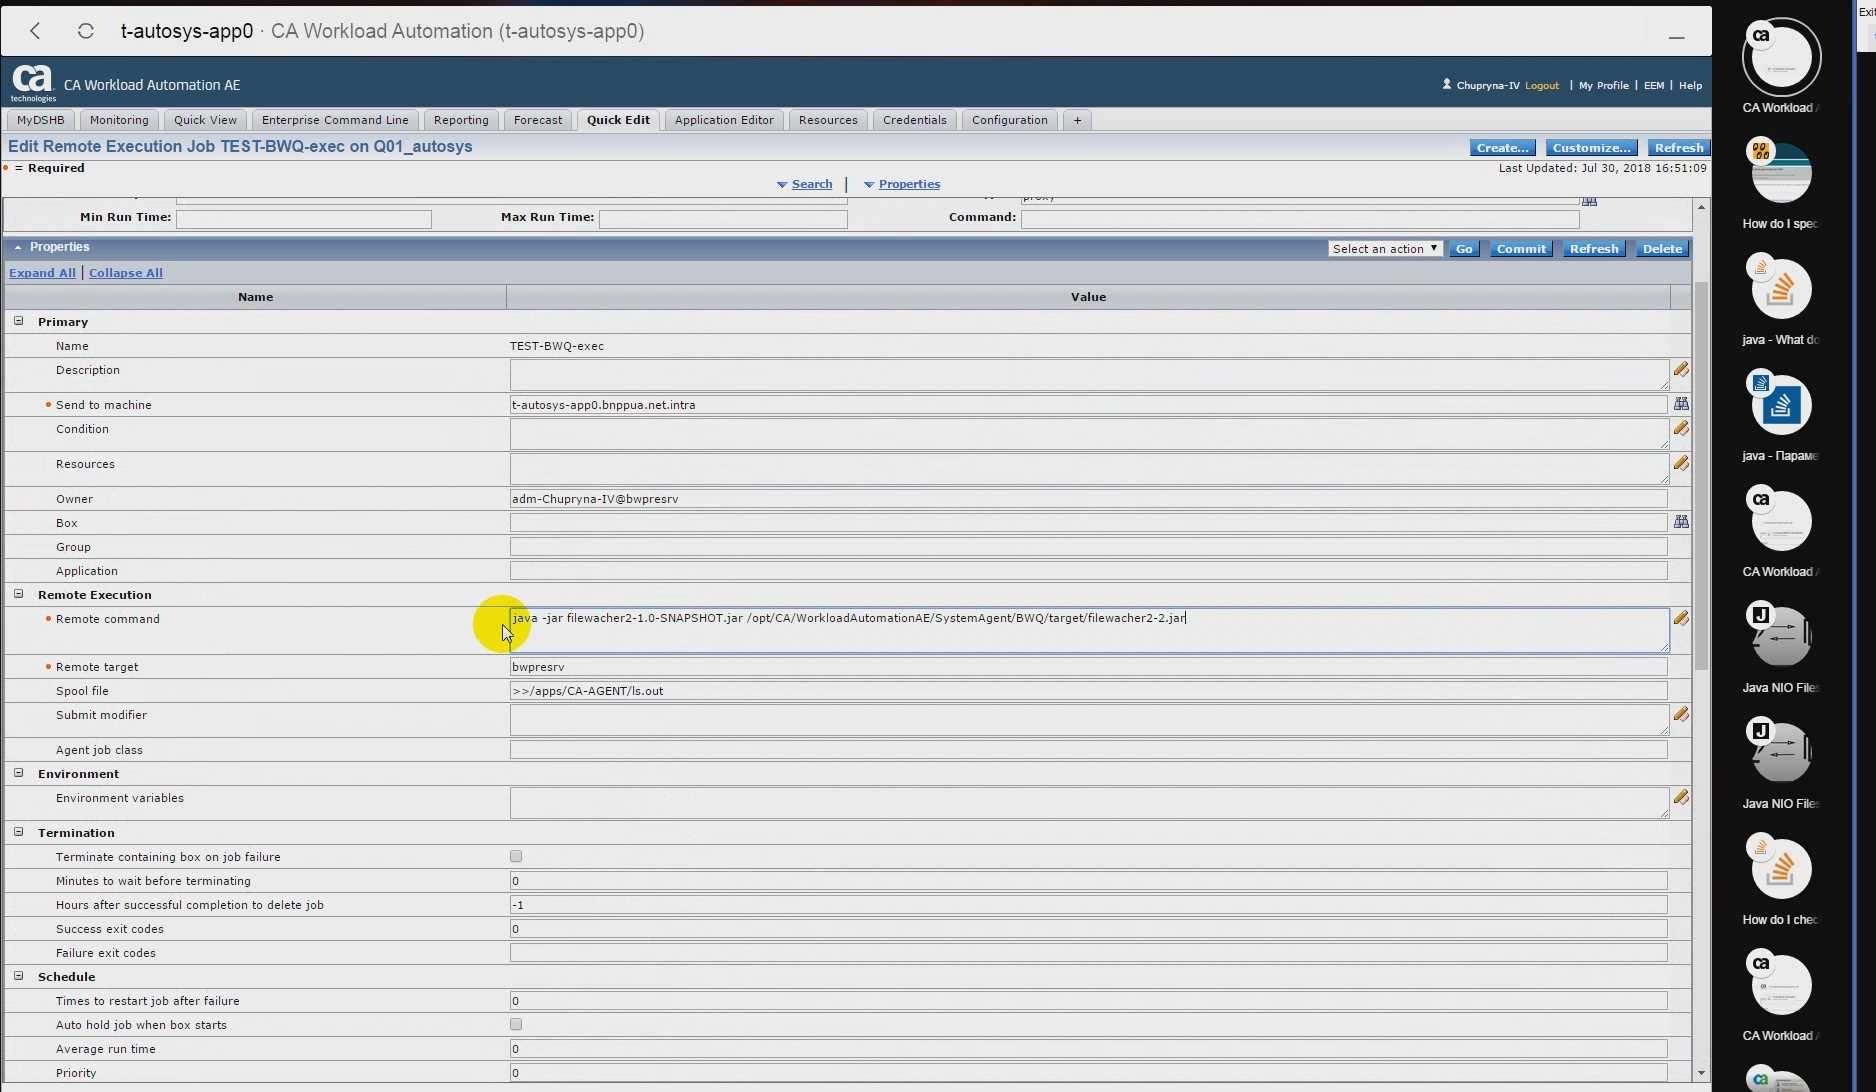 Exit
t-autosys-app0 · CA Workload Automation (t-autosys-app0)
ca technologies CA Workload Automation AE
Chupryna-IV Logout | My Profile | EEM | Help
MyDSHB Monitoring Quick View Enterprise Command Line Reporting Forecast Quick Edit Application Editor Resources Credentials Configuration +
Edit Remote Execution Job TEST-BWQ-exec on Q01_autosys Create... Customize... Refresh
= Required Last Updated: Jul 30, 2018 16:51:09
Search | Properties
proxy
Min Run Time: Max Run Time: Command:
Properties Select an action Go Commit Refresh Delete
Expand All | Collapse All
Name Value
Primary
Name TEST-BWQ-exec
Description
Send to machine t-autosys-app0.bnppua.net.intra
Condition
Resources
Owner adm-Chupryna-IV@bwpresrv
Box
Group
Application
Remote Execution
Remote command java -jar filewacher2-1.0-SNAPSHOT.jar /opt/CA/WorkloadAutomationAE/SystemAgent/BWQ/target/filewacher2-2.jar
Remote target bwpresrv
Spool file >>/apps/CA-AGENT/ls.out
Submit modifier
Agent job class
Environment
Environment variables
Termination
Terminate containing box on job failure
Minutes to wait before terminating 0
Hours after successful completion to delete job -1
Success exit codes 0
Failure exit codes
Schedule
Times to restart job after failure 0
Auto hold job when box starts
Average run time 0
Priority 0
ca
CA Workload A
How do I spec
java - What do
java - Параме
ca
CA Workload A
J
Java NIO Files
J
Java NIO Files
How do I chec
ca
CA Workload A
ca